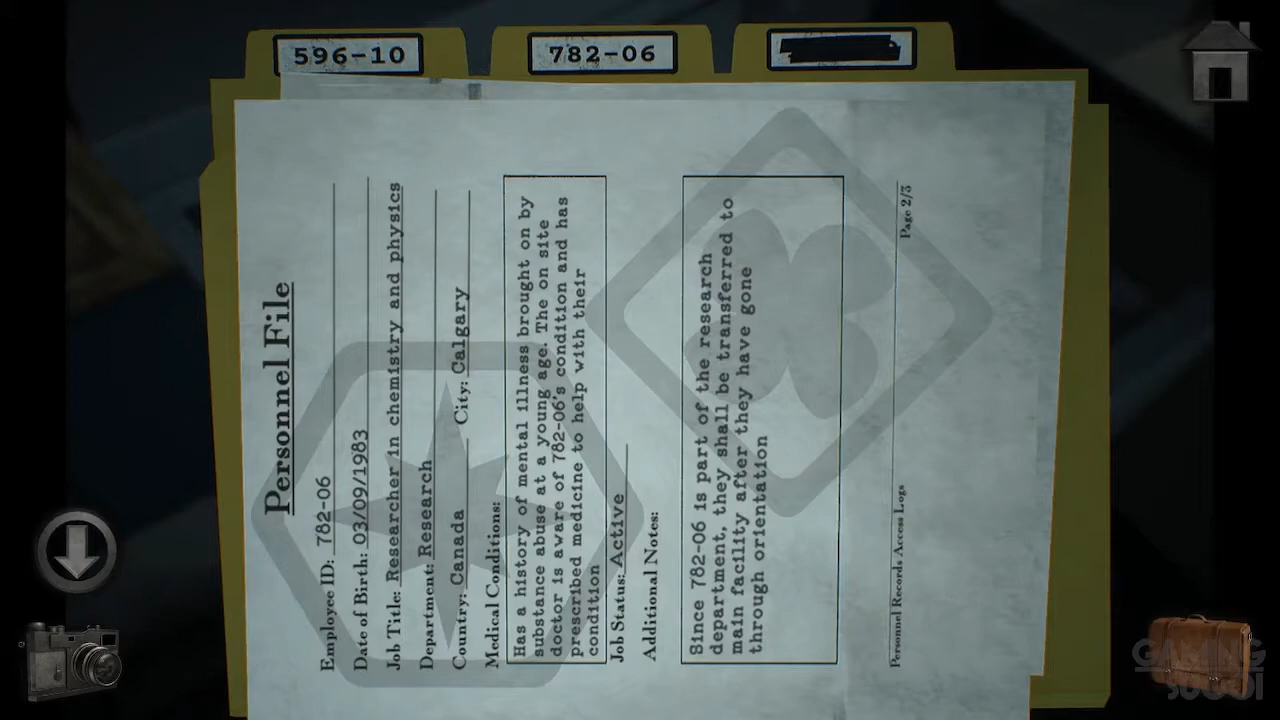 596-10
782-06
Personnel File
Employee ID: 782-06
Date of Birth: 03/09/1983
Job Title: Researcher in chemistry and physics
Department: Research
Country: Canada City: Calgary
Medical Conditions:
Has a history of mental illness brought on by
substance abuse at a young age. The on site
doctor is aware of 782-06's condition and has
prescribed medicine to help with their
condition
Job Status: Active
Additional Notes:
Since 782-06 is part of the research
department, they shall be transferred to
main facility after they have gone
through orientation
Personnel Records Access Logs Page 2/3
GAMING